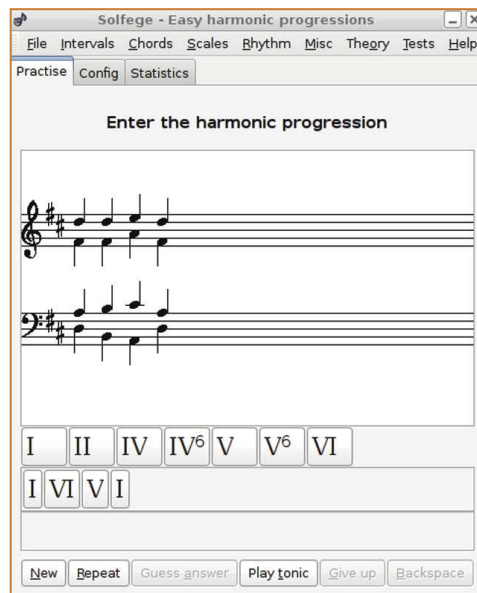 Solfege - Easy harmonic progressions
File Intervals Chords Scales Rhythm Misc Theory Tests Help
Practise Config Statistics
Enter the harmonic progression
I II IV IV⁶ V V⁶ VI
I VI V I
New Repeat Guess answer Play tonic Give up Backspace